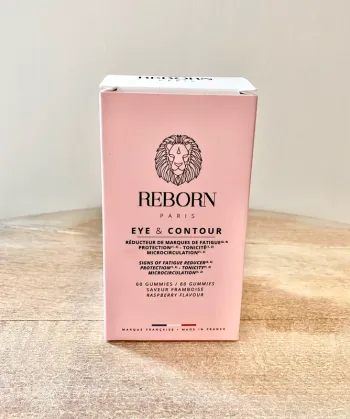 REBORN
REBORN
PARIS
EYE & CONTOUR
RÉDUCTEUR DE MARQUES DE FATIGUE
PROTECTION - TONICITÉ
MICROCIRCULATION
SIGNS OF FATIGUE REDUCER
PROTECTION - TONICITY
MICROCIRCULATION
60 GUMMIES / 60 GUMMIES
SAVEUR FRAMBOISE
RASPBERRY FLAVOUR
MARQUE FRANÇAISE • MADE IN FRANCE